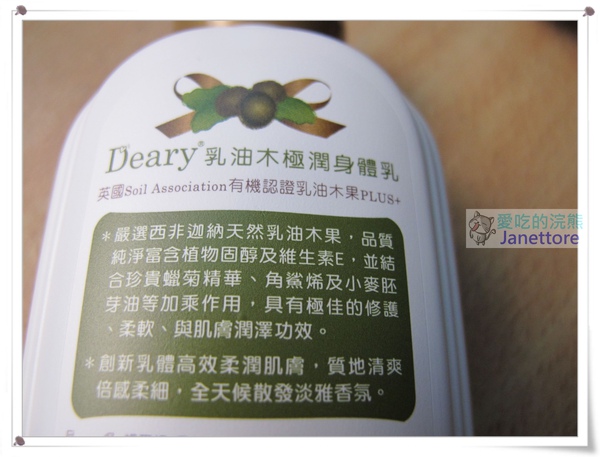 Deary® 乳油木極潤身體乳
英國Soil Association有機認證乳油木果PLUS+
＊嚴選西非迦納天然乳油木果，品質
純淨富含植物固醇及維生素E，並結
合珍貴蠟菊精華、角鯊烯及小麥胚
芽油等加乘作用，具有極佳的修護
、柔軟、與肌膚潤澤功效。
＊創新乳體高效柔潤肌膚，質地清爽
倍感柔細，全天候散發淡雅香氛。
愛吃的浣熊
Janettore